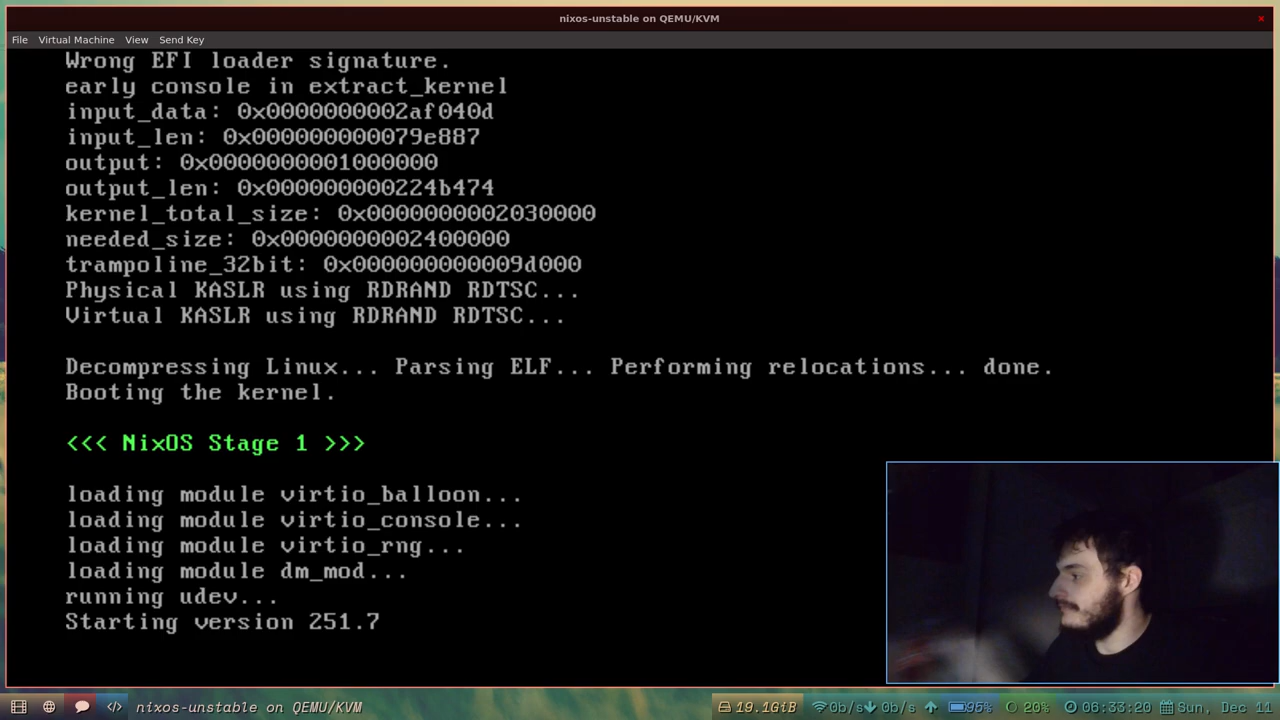 nixos-unstable on QEMU/KVM
File Virtual Machine View Send Key
Wrong EFI loader signature.
early console in extract_kernel
input_data: 0x0000000002af040d
input_len: 0x000000000079e887
output: 0x0000000001000000
output_len: 0x000000000224b474
kernel_total_size: 0x0000000002030000
needed_size: 0x0000000002400000
trampoline_32bit: 0x000000000009d000
Physical KASLR using RDRAND RDTSC...
Virtual KASLR using RDRAND RDTSC...
Decompressing Linux... Parsing ELF... Performing relocations... done.
Booting the kernel.
<<< NixOS Stage 1 >>>
loading module virtio_balloon...
loading module virtio_console...
loading module virtio_rng...
loading module dm_mod...
running udev...
Starting version 251.7
nixos-unstable on QEMU/KVM 19.1GiB 0b/s 0b/s 95% 20% 06:33:20 Sun, Dec 11